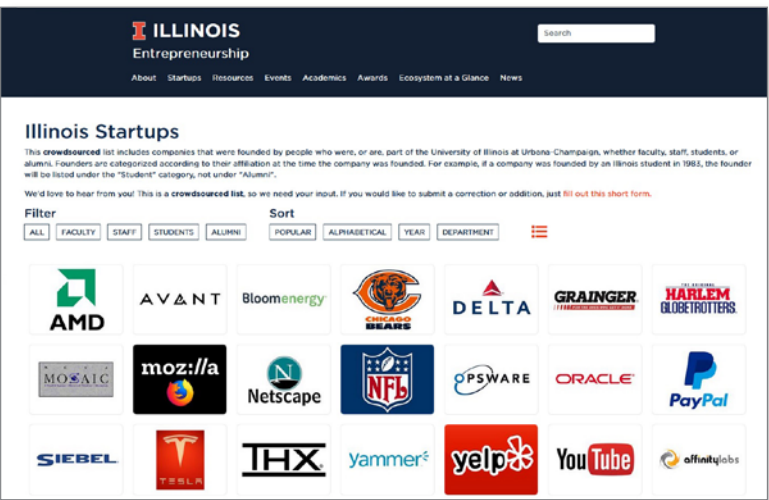 I ILLINOIS
Entrepreneurship
Search
About Startups Resources Events Academics Awards Ecosystem at a Glance News
Illinois Startups
This crowdsourced list includes companies that were founded by people who were, or are, part of the University of Illinois at Urbana-Champaign, whether faculty, staff, students, or
alumni. Founders are categorized according to their affiliation at the time the company was founded. For example, if a company was founded by an Illinois student in 1983, the founder
will be listed under the "Student" category, not under "Alumni".
We'd love to hear from you! This is a crowdsourced list, so we need your input. If you would like to submit a correction or addition, just fill out this short form.
Filter Sort
ALL FACULTY STAFF STUDENTS ALUMNI POPULAR ALPHABETICAL YEAR DEPARTMENT
AMD AVANT Bloomenergy CHICAGO BEARS DELTA GRAINGER THE ORIGINAL HARLEM GLOBETROTTERS
MOSAIC moz://a Netscape NFL OPSWARE ORACLE PayPal
SIEBEL TESLA THX yammer yelp YouTube affinitylabs